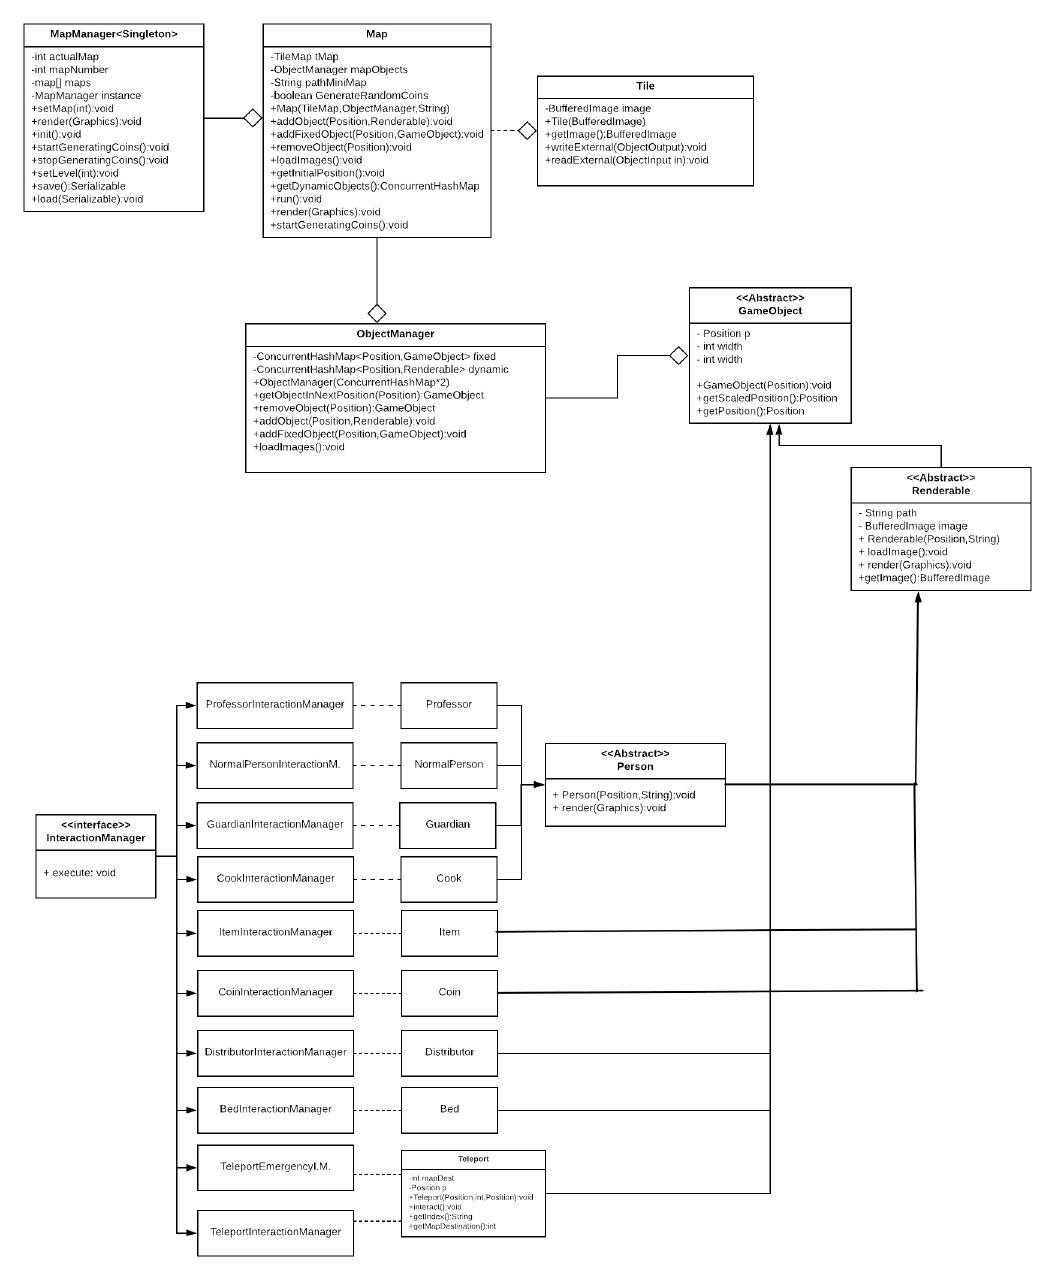 MapManager<Singleton>
-int actualMap
-int mapNumber
-map[] maps
-MapManager instance
+setMap(int):void
+render(Graphics):void
+init():void
+startGeneratingCoins():void
+stopGeneratingCoins():void
+setLevel(int):void
+save():Serializable
+load(Serializable):void
Map
-TileMap tMap
-ObjectManager mapObjects
-String pathMiniMap
-boolean GenerateRandomCoins
+Map(TileMap,ObjectManager,String)
+addObject(Position,Renderable):void
+addFixedObject(Position,GameObject):void
+removeObject(Position):void
+loadImages():void
+getInitialPosition():void
+getDynamicObjects():ConcurrentHashMap
+run():void
+render(Graphics):void
+startGeneratingCoins():void
Tile
-BufferedImage image
+Tile(BufferedImage)
+getImage():BufferedImage
+writeExternal(ObjectOutput):void
+readExternal(ObjectInput in):void
ObjectManager
-ConcurrentHashMap<Position,GameObject> fixed
-ConcurrentHashMap<Position,Renderable> dynamic
+ObjectManager(ConcurrentHashMap*2)
+getObjectInNextPosition(Position):GameObject
+removeObject(Position):GameObject
+addObject(Position,Renderable):void
+addFixedObject(Position,GameObject):void
+loadImages():void
<<Abstract>>
GameObject
- Position p
- int width
- int width
+GameObject(Position):void
+getScaledPosition():Position
+getPosition():Position
<<Abstract>>
Renderable
- String path
- BufferedImage image
+ Renderable(Position,String)
+ loadImage():void
+ render(Graphics):void
+getImage():BufferedImage
<<interface>>
InteractionManager
+ execute: void
ProfessorInteractionManager
Professor
NormalPersonInteractionM.
NormalPerson
GuardianInteractionManager
Guardian
CookInteractionManager
Cook
<<Abstract>>
Person
+ Person(Position,String):void
+ render(Graphics):void
ItemInteractionManager
Item
CoinInteractionManager
Coin
DistributorInteractionManager
Distributor
BedInteractionManager
Bed
TeleportEmergencyI.M.
TeleportInteractionManager
Teleport
-int mapDest
-Position p
+Teleport(Position,int,Position):void
+interact():void
+getIndex():String
+getMapDestination():int